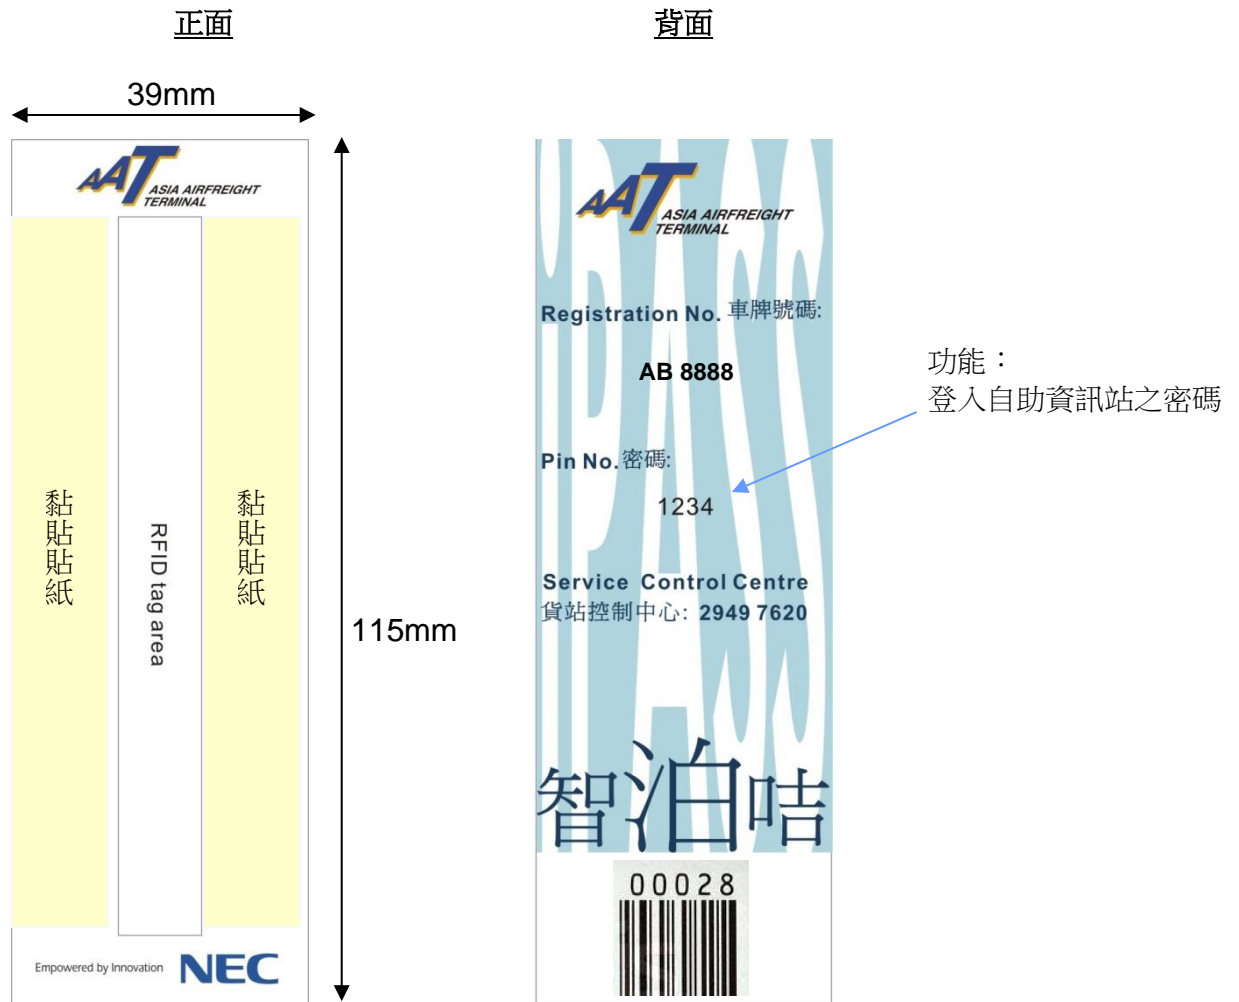 正面
背面
39mm
AAT
ASIA AIRFREIGHT
TERMINAL
黏貼貼紙
RFID tag area
黏貼貼紙
115mm
Empowered by Innovation NEC
IPASS
AAT
ASIA AIRFREIGHT
TERMINAL
Registration No. 車牌號碼:
AB 8888
Pin No. 密碼:
1234
Service Control Centre
貨站控制中心: 2949 7620
智泊咭
00028
功能：
登入自助資訊站之密碼